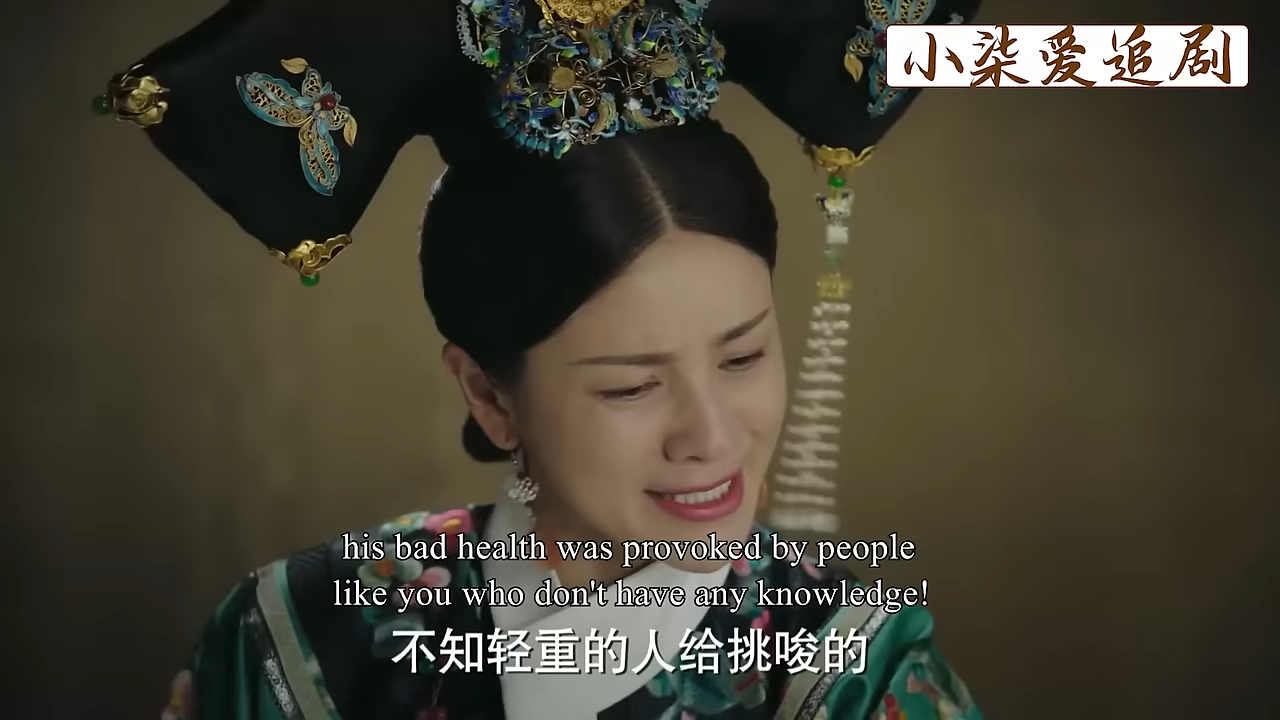 小柒爱追剧
his bad health was provoked by people
like you who don't have any knowledge!
不知轻重的人给挑唆的